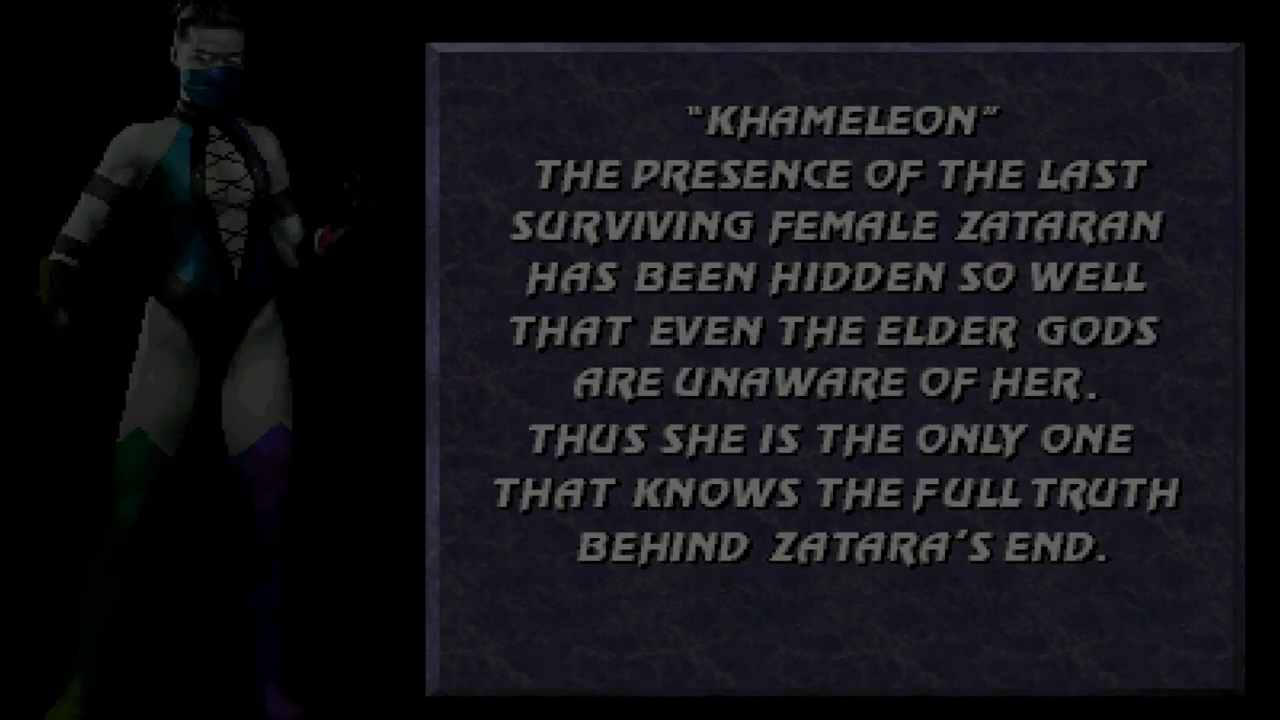 "KHAMELEON"
THE PRESENCE OF THE LAST
SURVIVING FEMALE ZATARAN
HAS BEEN HIDDEN SO WELL
THAT EVEN THE ELDER GODS
ARE UNAWARE OF HER.
THUS SHE IS THE ONLY ONE
THAT KNOWS THE FULL TRUTH
BEHIND ZATARA'S END.